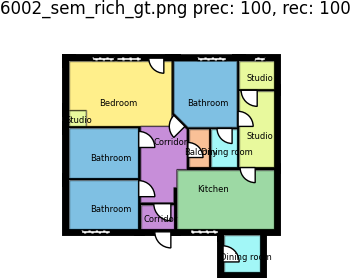 6002_sem_rich_gt.png prec: 100, rec: 100
Studio
Bedroom
Bathroom
Studio
Studio
Corridor
Balcony
Dining room
Bathroom
Kitchen
Bathroom
Corridor
Dining room